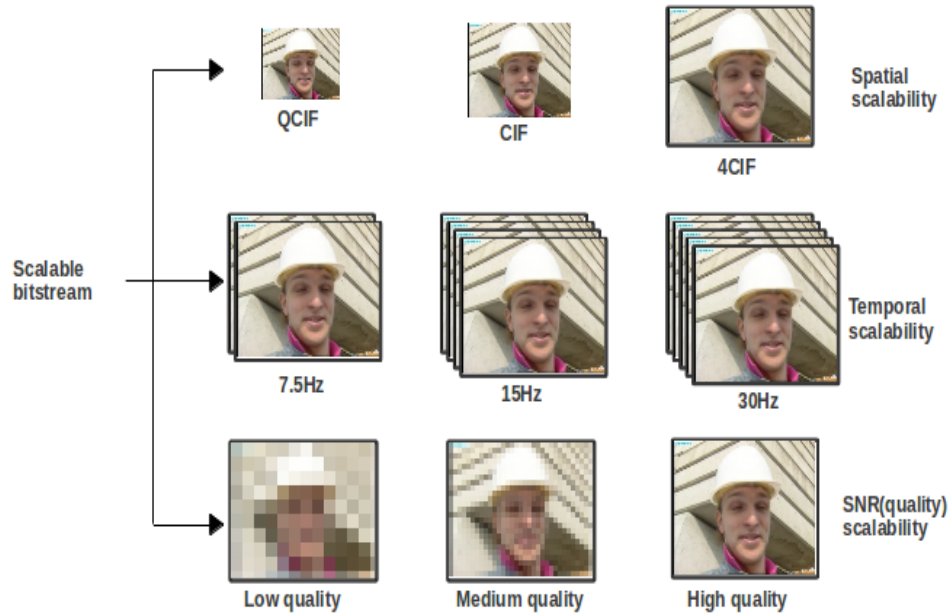 QCIF
CIF
4CIF
Spatial
scalability
Scalable
bitstream
7.5Hz
15Hz
30Hz
Temporal
scalability
Low quality
Medium quality
High quality
SNR(quality)
scalability